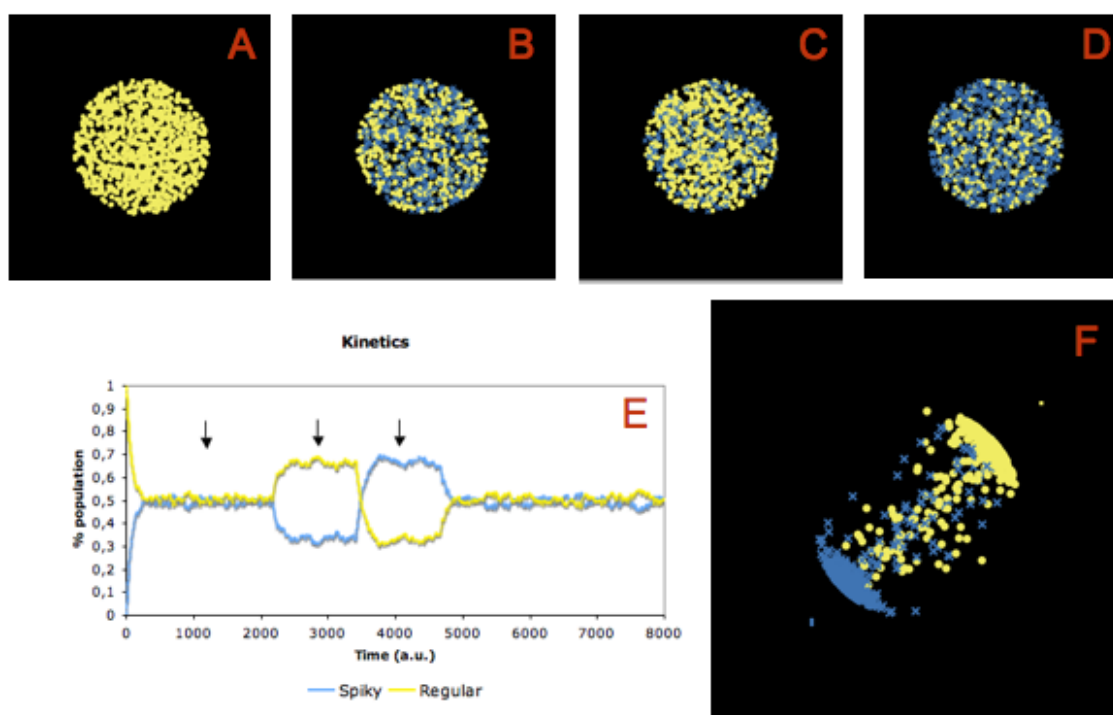 A
B
C
D
Kinetics
E
1
0,9
0,8
0,7
0,6
0,5
0,4
0,3
0,2
0,1
0
% population
0 1000 2000 3000 4000 5000 6000 7000 8000
Time (a.u.)
Spiky Regular
F